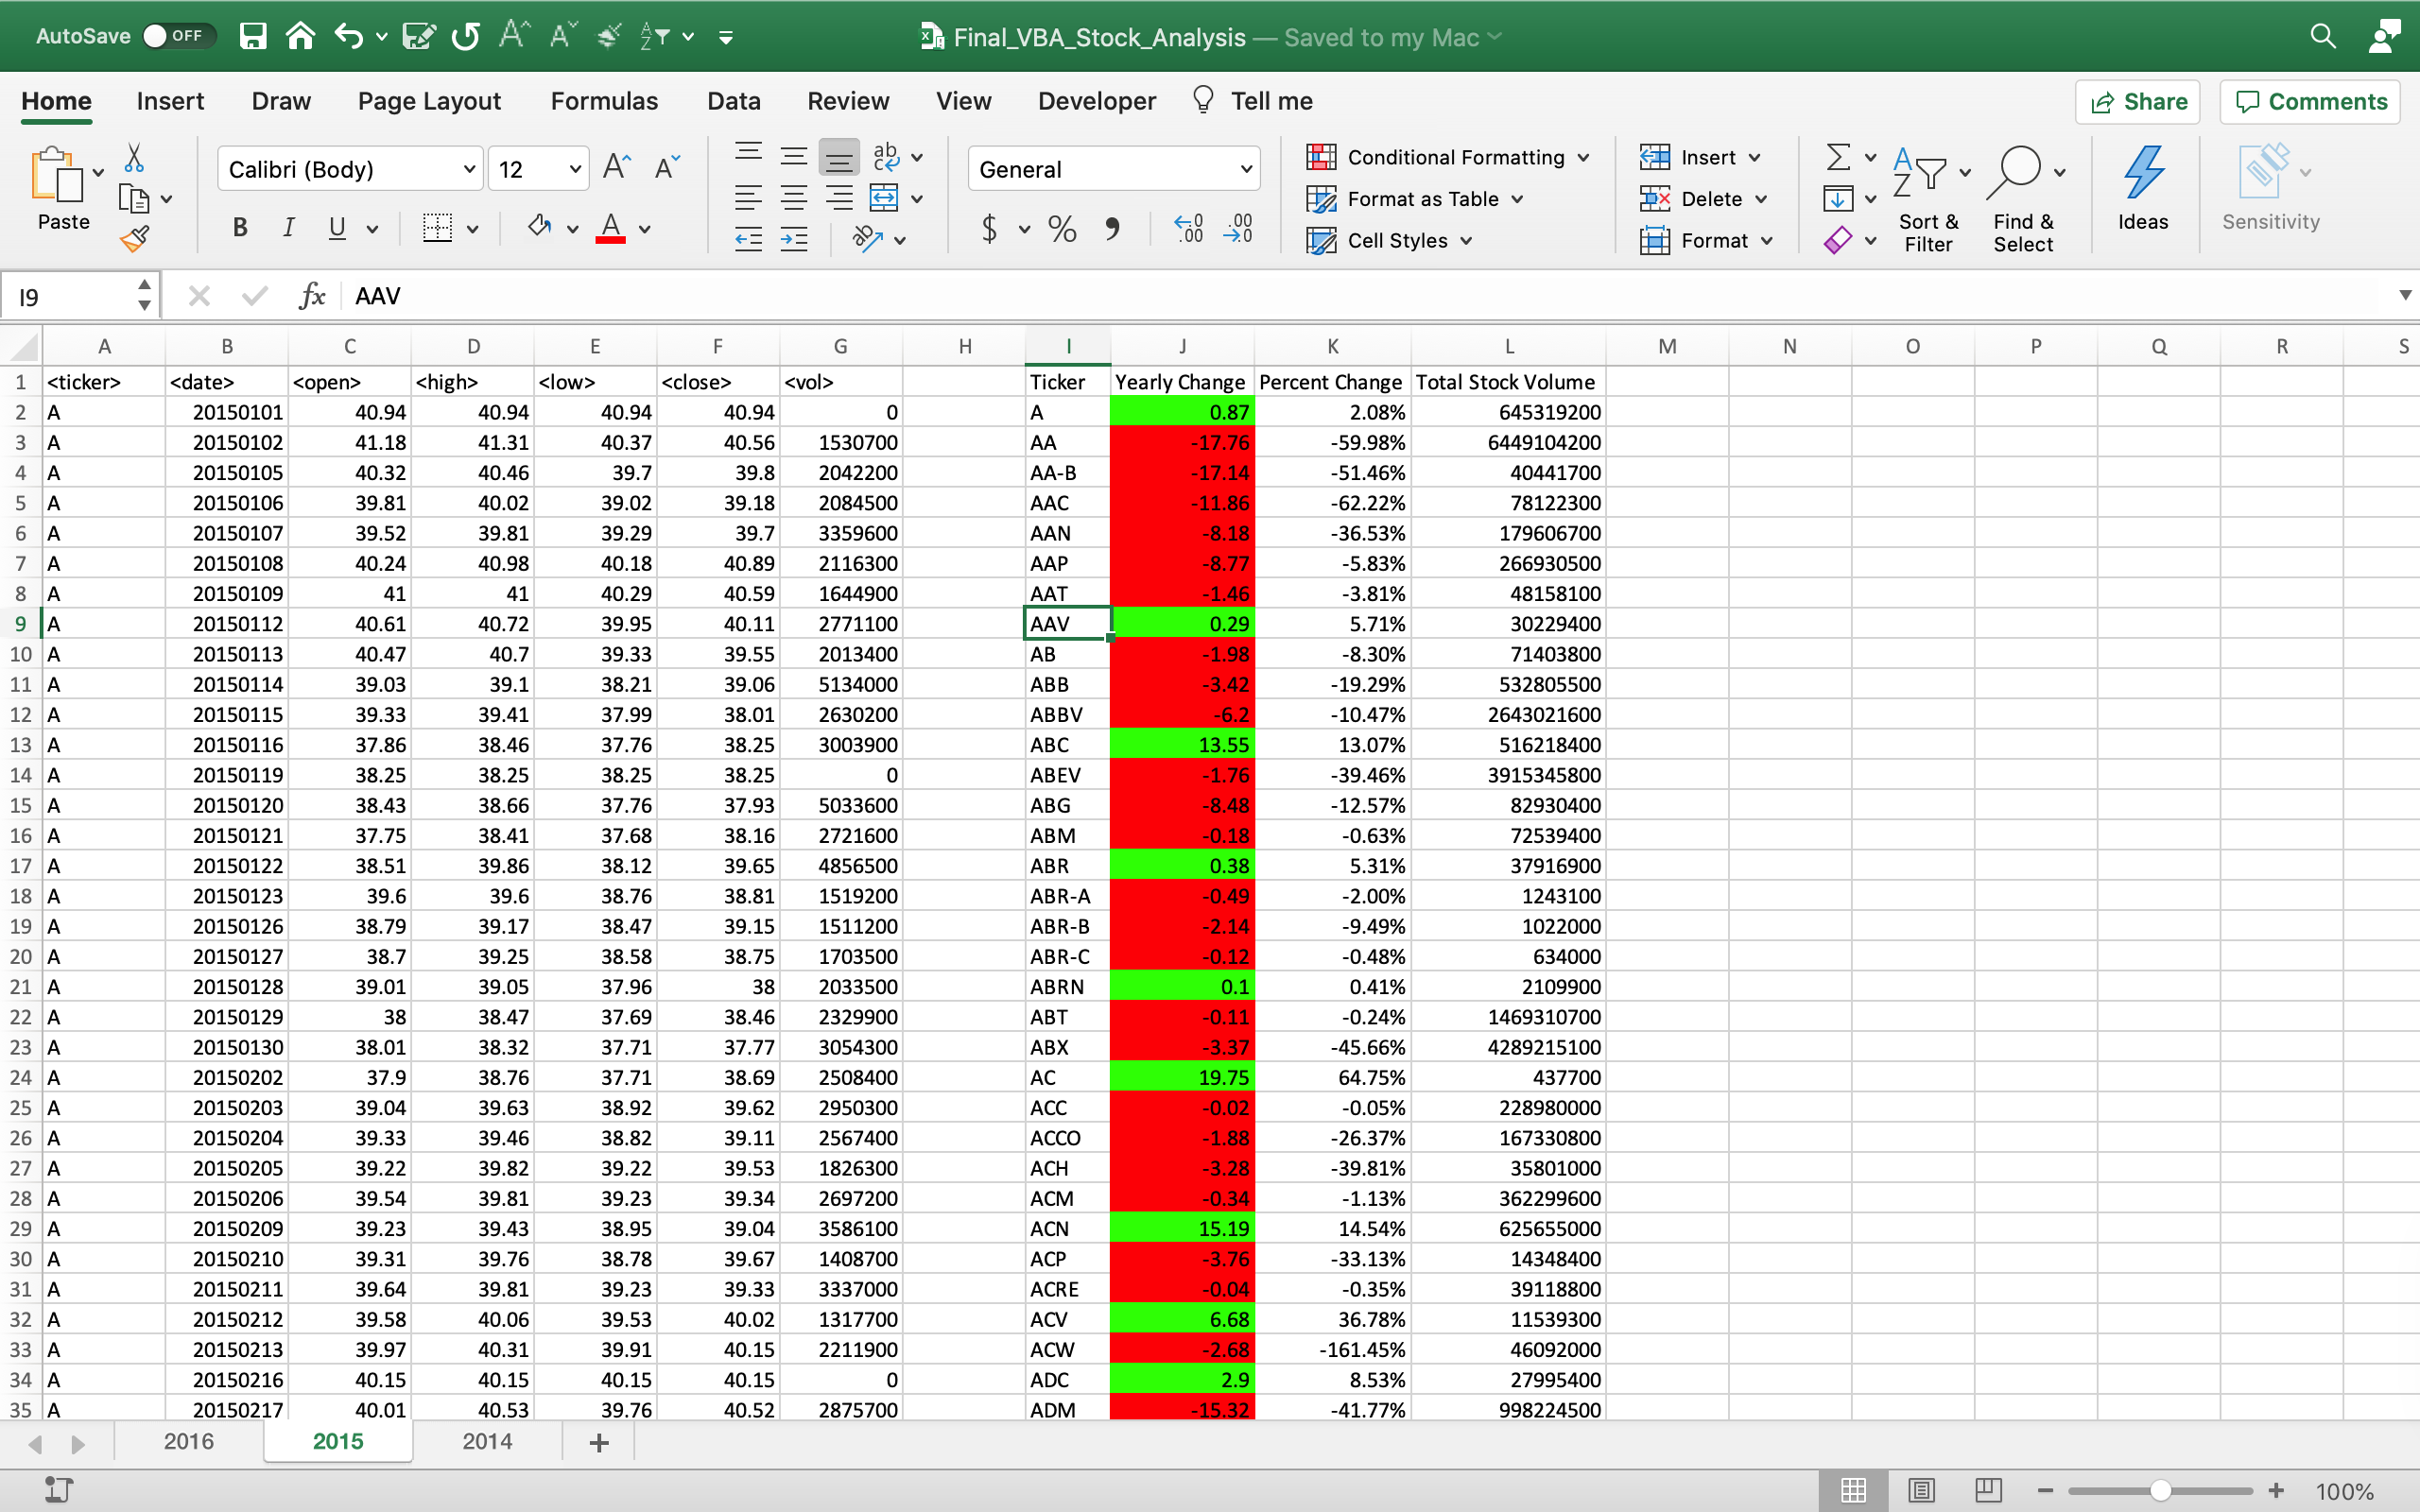 AutoSave OFF Final_VBA_Stock_Analysis — Saved to my Mac
Home Insert Draw Page Layout Formulas Data Review View Developer Tell me Share Comments
Paste Calibri (Body) 12 General Conditional Formatting Format as Table Cell Styles Insert Delete Format Sort & Filter Find & Select Ideas Sensitivity
I9 fx AAV
A B C D E F G H I J K L M N O P Q R S
1 <ticker> <date> <open> <high> <low> <close> <vol> Ticker Yearly Change Percent Change Total Stock Volume
2 A 20150101 40.94 40.94 40.94 40.94 0 A 0.87 2.08% 645319200
3 A 20150102 41.18 41.31 40.37 40.56 1530700 AA -17.76 -59.98% 6449104200
4 A 20150105 40.32 40.46 39.7 39.8 2042200 AA-B -17.14 -51.46% 40441700
5 A 20150106 39.81 40.02 39.02 39.18 2084500 AAC -11.86 -62.22% 78122300
6 A 20150107 39.52 39.81 39.29 39.7 3359600 AAN -8.18 -36.53% 179606700
7 A 20150108 40.24 40.98 40.18 40.89 2116300 AAP -8.77 -5.83% 266930500
8 A 20150109 41 41 40.29 40.59 1644900 AAT -1.46 -3.81% 48158100
9 A 20150112 40.61 40.72 39.95 40.11 2771100 AAV 0.29 5.71% 30229400
10 A 20150113 40.47 40.7 39.33 39.55 2013400 AB -1.98 -8.30% 71403800
11 A 20150114 39.03 39.1 38.21 39.06 5134000 ABB -3.42 -19.29% 532805500
12 A 20150115 39.33 39.41 37.99 38.01 2630200 ABBV -6.2 -10.47% 2643021600
13 A 20150116 37.86 38.46 37.76 38.25 3003900 ABC 13.55 13.07% 516218400
14 A 20150119 38.25 38.25 38.25 38.25 0 ABEV -1.76 -39.46% 3915345800
15 A 20150120 38.43 38.66 37.76 37.93 5033600 ABG -8.48 -12.57% 82930400
16 A 20150121 37.75 38.41 37.68 38.16 2721600 ABM -0.18 -0.63% 72539400
17 A 20150122 38.51 39.86 38.12 39.65 4856500 ABR 0.38 5.31% 37916900
18 A 20150123 39.6 39.6 38.76 38.81 1519200 ABR-A -0.49 -2.00% 1243100
19 A 20150126 38.79 39.17 38.47 39.15 1511200 ABR-B -2.14 -9.49% 1022000
20 A 20150127 38.7 39.25 38.58 38.75 1703500 ABR-C -0.12 -0.48% 634000
21 A 20150128 39.01 39.05 37.96 38 2033500 ABRN 0.1 0.41% 2109900
22 A 20150129 38 38.47 37.69 38.46 2329900 ABT -0.11 -0.24% 1469310700
23 A 20150130 38.01 38.32 37.71 37.77 3054300 ABX -3.37 -45.66% 4289215100
24 A 20150202 37.9 38.76 37.71 38.69 2508400 AC 19.75 64.75% 437700
25 A 20150203 39.04 39.63 38.92 39.62 2950300 ACC -0.02 -0.05% 228980000
26 A 20150204 39.33 39.46 38.82 39.11 2567400 ACCO -1.88 -26.37% 167330800
27 A 20150205 39.22 39.82 39.22 39.53 1826300 ACH -3.28 -39.81% 35801000
28 A 20150206 39.54 39.81 39.23 39.34 2697200 ACM -0.34 -1.13% 362299600
29 A 20150209 39.23 39.43 38.95 39.04 3586100 ACN 15.19 14.54% 625655000
30 A 20150210 39.31 39.76 38.78 39.67 1408700 ACP -3.76 -33.13% 14348400
31 A 20150211 39.64 39.81 39.23 39.33 3337000 ACRE -0.04 -0.35% 39118800
32 A 20150212 39.58 40.06 39.53 40.02 1317700 ACV 6.68 36.78% 11539300
33 A 20150213 39.97 40.31 39.91 40.15 2211900 ACW -2.68 -161.45% 46092000
34 A 20150216 40.15 40.15 40.15 40.15 0 ADC 2.9 8.53% 27995400
35 A 20150217 40.01 40.53 39.76 40.52 2875700 ADM -15.32 -41.77% 998224500
2016 2015 2014 +
100%